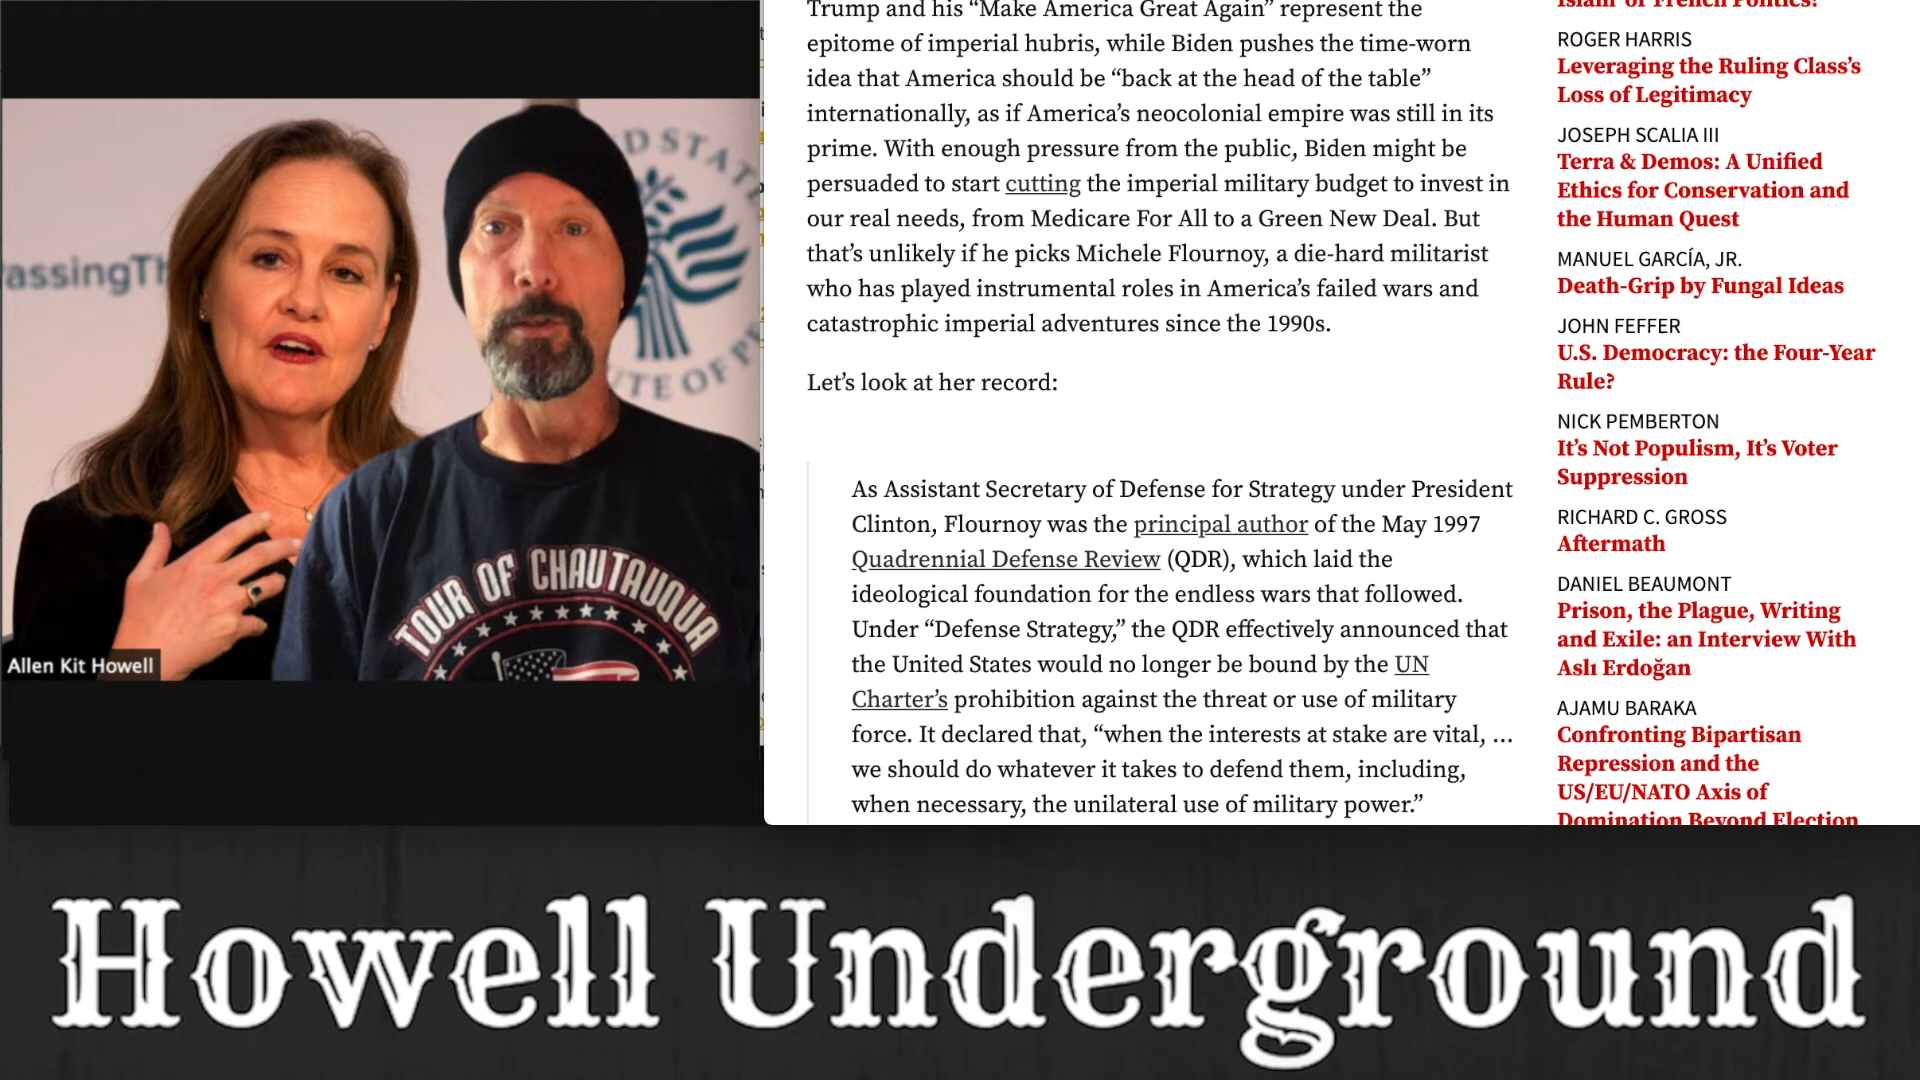 assingTh
D STAT
TE OF P
Allen Kit Howell
TOUR OF CHAUTAUQUA
Trump and his “Make America Great Again” represent the
epitome of imperial hubris, while Biden pushes the time-worn
idea that America should be “back at the head of the table”
internationally, as if America’s neocolonial empire was still in its
prime. With enough pressure from the public, Biden might be
persuaded to start cutting the imperial military budget to invest in
our real needs, from Medicare For All to a Green New Deal. But
that’s unlikely if he picks Michele Flournoy, a die-hard militarist
who has played instrumental roles in America’s failed wars and
catastrophic imperial adventures since the 1990s.
Let’s look at her record:
As Assistant Secretary of Defense for Strategy under President
Clinton, Flournoy was the principal author of the May 1997
Quadrennial Defense Review (QDR), which laid the
ideological foundation for the endless wars that followed.
Under “Defense Strategy,” the QDR effectively announced that
the United States would no longer be bound by the UN
Charter’s prohibition against the threat or use of military
force. It declared that, “when the interests at stake are vital, …
we should do whatever it takes to defend them, including,
when necessary, the unilateral use of military power.”
Islam’ or French Politics?
ROGER HARRIS
Leveraging the Ruling Class’s
Loss of Legitimacy
JOSEPH SCALIA III
Terra & Demos: A Unified
Ethics for Conservation and
the Human Quest
MANUEL GARCÍA, JR.
Death-Grip by Fungal Ideas
JOHN FEFFER
U.S. Democracy: the Four-Year
Rule?
NICK PEMBERTON
It’s Not Populism, It’s Voter
Suppression
RICHARD C. GROSS
Aftermath
DANIEL BEAUMONT
Prison, the Plague, Writing
and Exile: an Interview With
Aslı Erdoğan
AJAMU BARAKA
Confronting Bipartisan
Repression and the
US/EU/NATO Axis of
Domination Beyond Election
Howell Underground